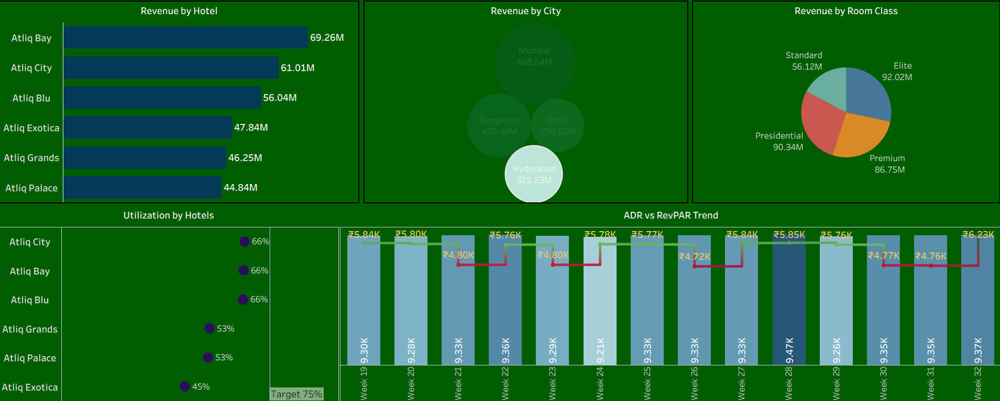 Revenue by Hotel
Atliq Bay 69.26M
Atliq City 61.01M
Atliq Blu 56.04M
Atliq Exotica 47.84M
Atliq Grands 46.25M
Atliq Palace 44.84M
Revenue by City
Mumbai
668.64M
Bangalore
420.40M
Delhi
294.50M
Hyderabad
325.23M
Revenue by Room Class
Standard
56.12M
Elite
92.02M
Presidential
90.34M
Premium
86.75M
Utilization by Hotels
Atliq City 66%
Atliq Bay 66%
Atliq Blu 66%
Atliq Grands 53%
Atliq Palace 53%
Atliq Exotica 45%
Target 75%
ADR vs RevPAR Trend
₹5.84K ₹5.80K ₹4.80K ₹5.76K ₹4.80K ₹5.78K ₹5.77K ₹4.72K ₹5.84K ₹5.85K ₹5.76K ₹4.77K ₹4.76K ₹6.23K
9.30K 9.28K 9.33K 9.36K 9.29K 9.21K 9.33K 9.33K 9.33K 9.47K 9.26K 9.35K 9.35K 9.37K
Week 19 Week 20 Week 21 Week 22 Week 23 Week 24 Week 25 Week 26 Week 27 Week 28 Week 29 Week 30 Week 31 Week 32